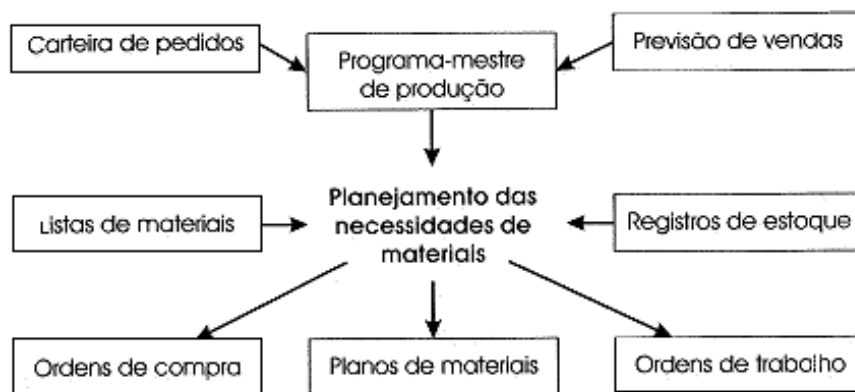 Carteira de pedidos
Programa-mestre
de produção
Previsão de vendas
Listas de materiais
Planejamento das
necessidades de
materiais
Registros de estoque
Ordens de compra
Planos de materiais
Ordens de trabalho